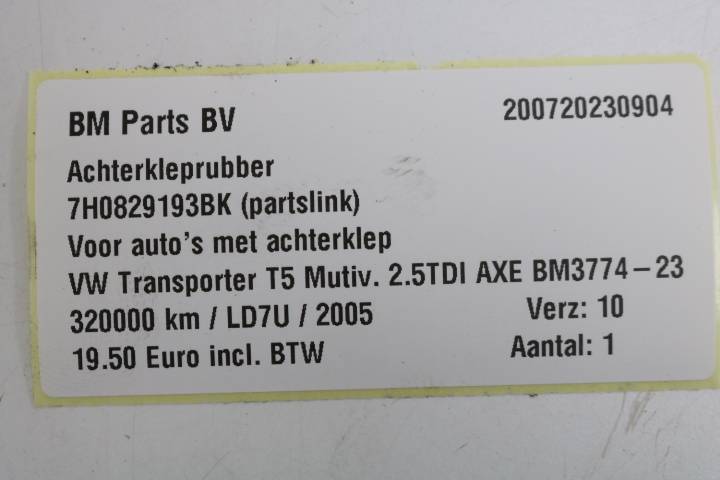 BM Parts BV 200720230904
Achterkleprubber
7H0829193BK (partslink)
Voor auto's met achterklep
VW Transporter T5 Mutiv. 2.5TDI AXE BM3774-23
320000 km / LD7U / 2005 Verz: 10
19.50 Euro incl. BTW Aantal: 1